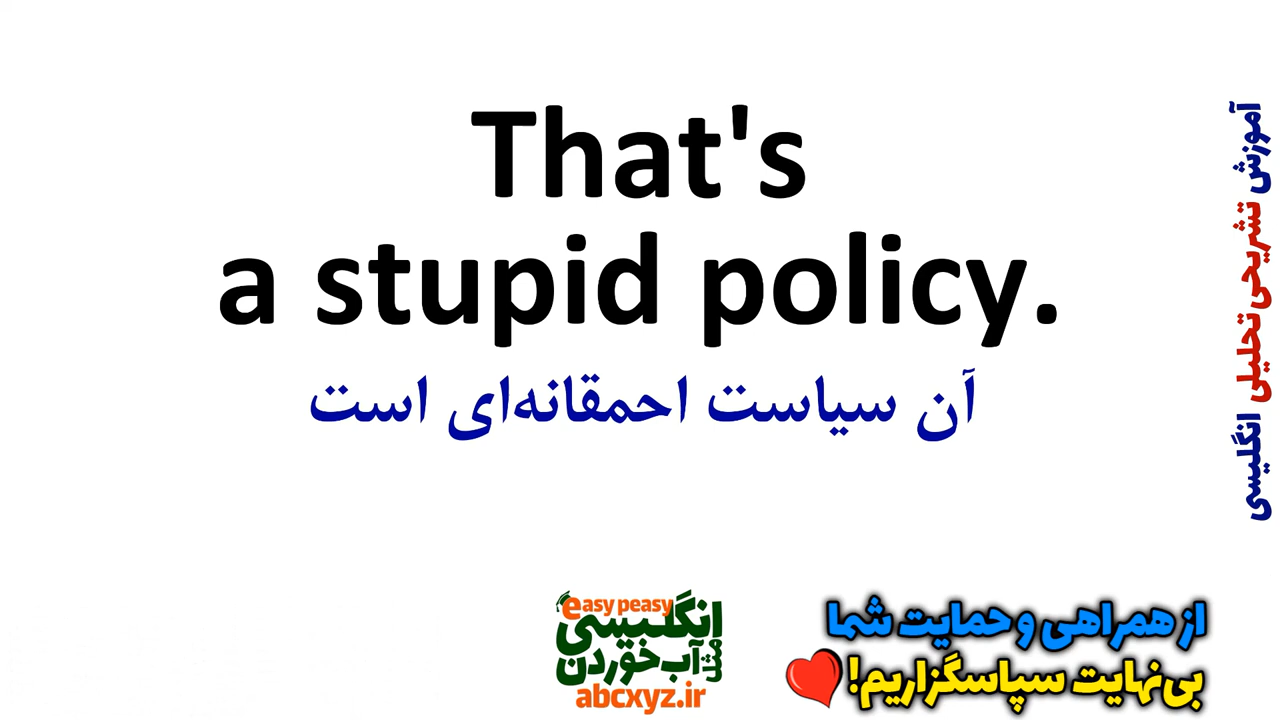 That's
a stupid policy.
آن سیاست احمقانه‌ای است
آموزش تشریحی تحلیلی انگلیسی
easy peasy
انگلیسی
مثل آب خوردن
abcxyz.ir
از همراهی و حمایت شما
بی‌نهایت سپاسگزاریم!